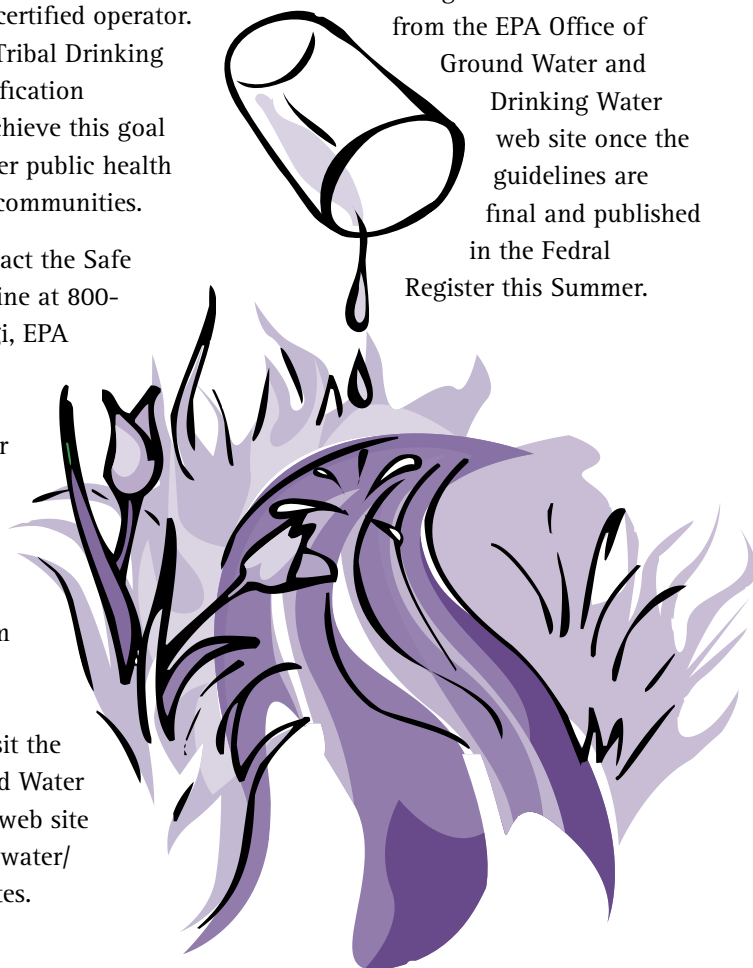 certified operator.
Tribal Drinking
fication
chieve this goal
er public health
communities.
act the Safe
ine at 800-
i, EPA
r
n
sit the
d Water
web site
water/
tes.
from the EPA Office of
Ground Water and
Drinking Water
web site once the
guidelines are
final and published
in the Fedral
Register this Summer.